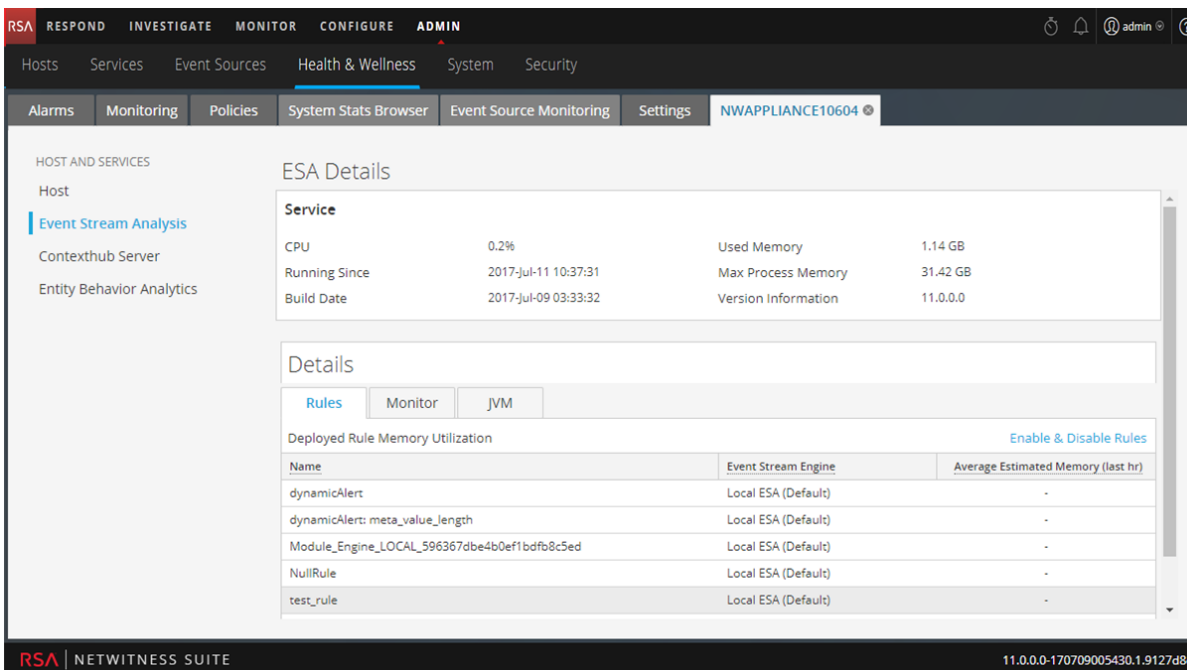 RSA RESPOND INVESTIGATE MONITOR CONFIGURE ADMIN admin
Hosts Services Event Sources Health & Wellness System Security
Alarms Monitoring Policies System Stats Browser Event Source Monitoring Settings NWAPPLIANCE10604
HOST AND SERVICES
Host
Event Stream Analysis
Contexthub Server
Entity Behavior Analytics
ESA Details
Service
CPU 0.2% Used Memory 1.14 GB
Running Since 2017-Jul-11 10:37:31 Max Process Memory 31.42 GB
Build Date 2017-Jul-09 03:33:32 Version Information 11.0.0.0
Details
Rules Monitor JVM
Deployed Rule Memory Utilization Enable & Disable Rules
Name Event Stream Engine Average Estimated Memory (last hr)
dynamicAlert Local ESA (Default) -
dynamicAlert: meta_value_length Local ESA (Default) -
Module_Engine_LOCAL_596367dbe4b0ef1bdfb8c5ed Local ESA (Default) -
NullRule Local ESA (Default) -
test_rule Local ESA (Default) -
RSA NETWITNESS SUITE 11.0.0.0-170709005430.1.9127d8